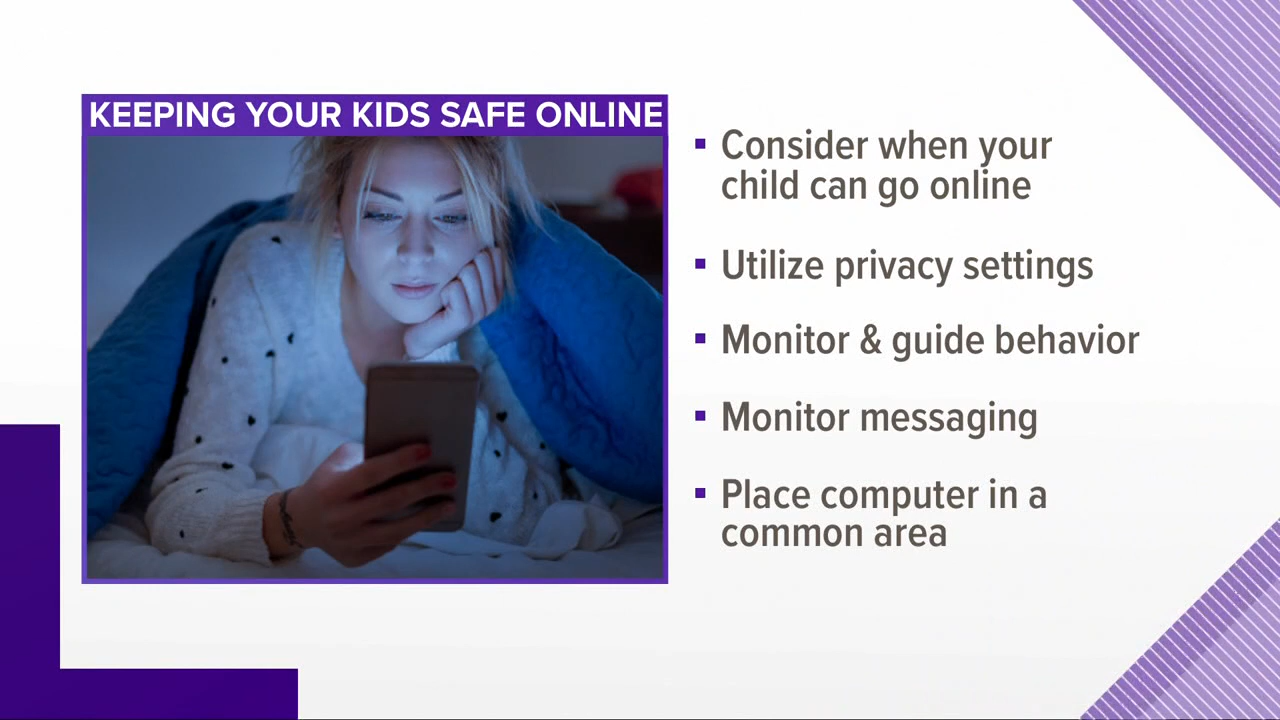 KEEPING YOUR KIDS SAFE ONLINE
Consider when your
child can go online
Utilize privacy settings
Monitor & guide behavior
Monitor messaging
Place computer in a
common area